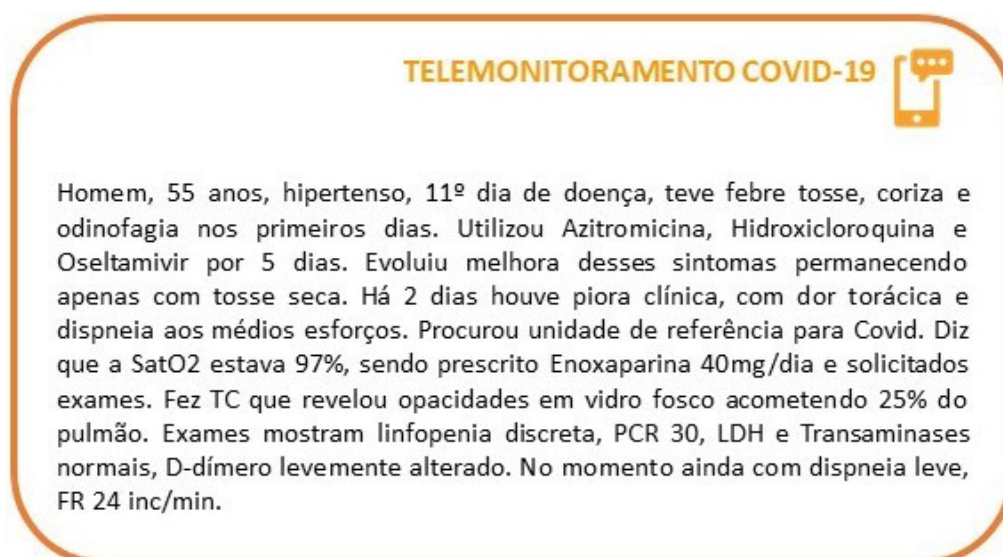 TELEMONITORAMENTO COVID-19
Homem, 55 anos, hipertenso, 11º dia de doença, teve febre tosse, coriza e
odinofagia nos primeiros dias. Utilizou Azitromicina, Hidroxicloroquina e
Oseltamivir por 5 dias. Evoluiu melhora desses sintomas permanecendo
apenas com tosse seca. Há 2 dias houve piora clínica, com dor torácica e
dispneia aos médios esforços. Procurou unidade de referência para Covid. Diz
que a SatO2 estava 97%, sendo prescrito Enoxaparina 40mg/dia e solicitados
exames. Fez TC que revelou opacidades em vidro fosco acometendo 25% do
pulmão. Exames mostram linfopenia discreta, PCR 30, LDH e Transaminases
normais, D-dímero levemente alterado. No momento ainda com dispneia leve,
FR 24 inc/min.